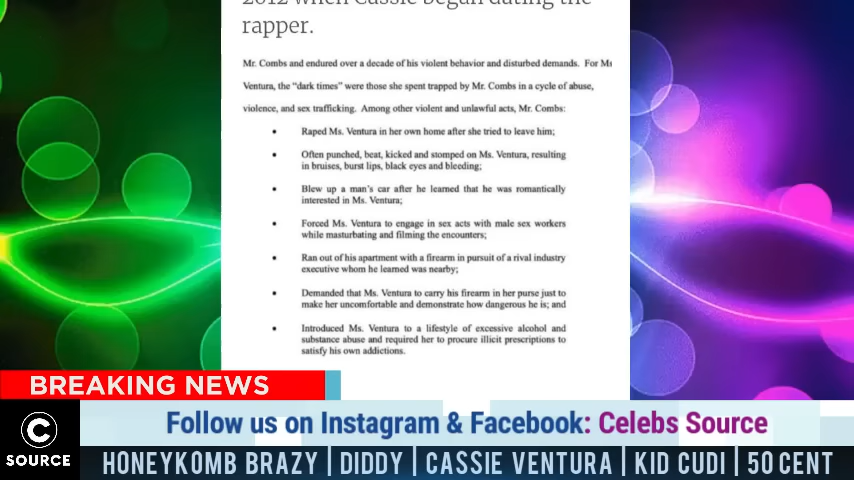 2012 when Cassie began dating the
rapper.
Mr. Combs and endured over a decade of his violent behavior and disturbed demands. For Ms
Ventura, the “dark times” were those she spent trapped by Mr. Combs in a cycle of abuse,
violence, and sex trafficking. Among other violent and unlawful acts, Mr. Combs:
• Raped Ms. Ventura in her own home after she tried to leave him;
• Often punched, beat, kicked and stomped on Ms. Ventura, resulting
in bruises, burst lips, black eyes and bleeding;
• Blew up a man's car after he learned that he was romantically
interested in Ms. Ventura;
• Forced Ms. Ventura to engage in sex acts with male sex workers
while masturbating and filming the encounters;
• Ran out of his apartment with a firearm in pursuit of a rival industry
executive whom he learned was nearby;
• Demanded that Ms. Ventura to carry his firearm in her purse just to
make her uncomfortable and demonstrate how dangerous he is; and
• Introduced Ms. Ventura to a lifestyle of excessive alcohol and
substance abuse and required her to procure illicit prescriptions to
satisfy his own addictions.
BREAKING NEWS
Follow us on Instagram & Facebook: Celebs Source
C
SOURCE
HONEYKOMB BRAZY | DIDDY | CASSIE VENTURA | KID CUDI | 50 CENT